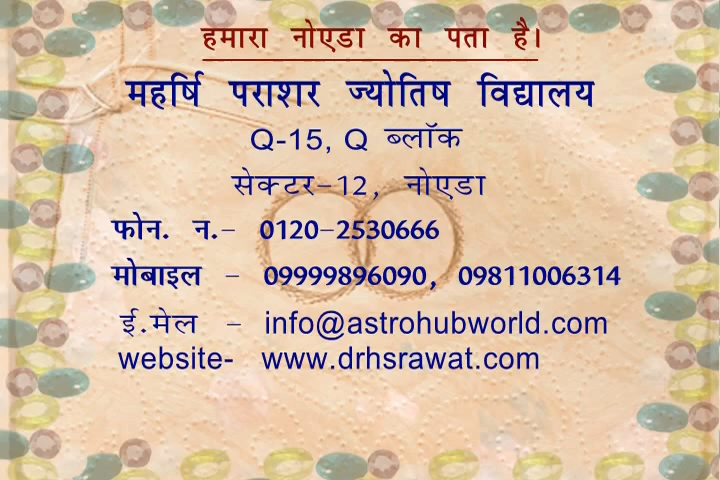 हमारा नोएडा का पता है।
महर्षि पराशर ज्योतिष विद्यालय
Q-15, Q ब्लॉक
सेक्टर-12, नोएडा
फोन. न.- 0120-2530666
मोबाइल - 09999896090, 09811006314
ई.मेल - info@astrohubworld.com
website- www.drhsrawat.com